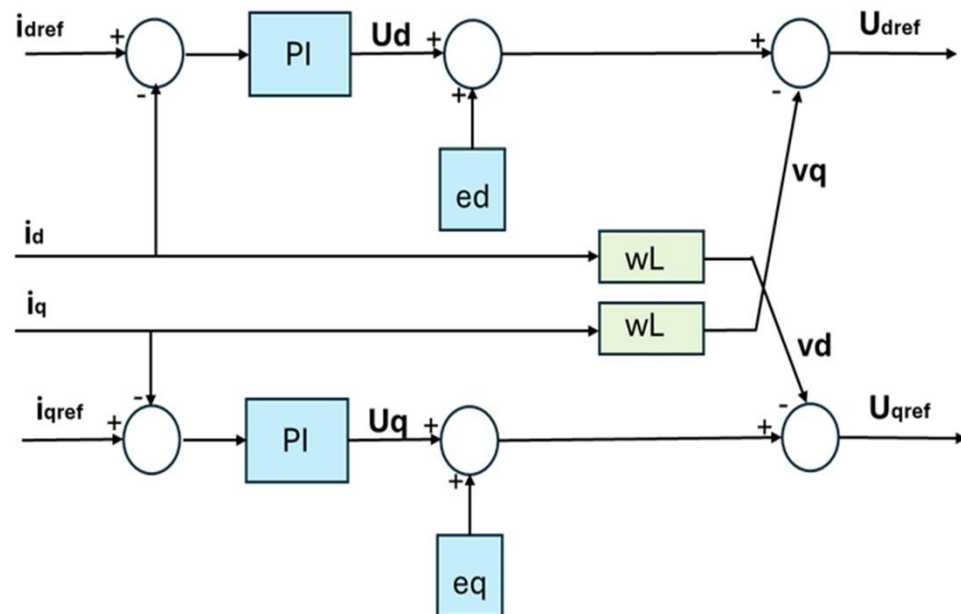 idref
+
-
PI
Ud
+
+
ed
+
-
Udref
vq
id
wL
iq
wL
vd
iqref
+
-
PI
Uq
+
+
eq
+
-
Uqref